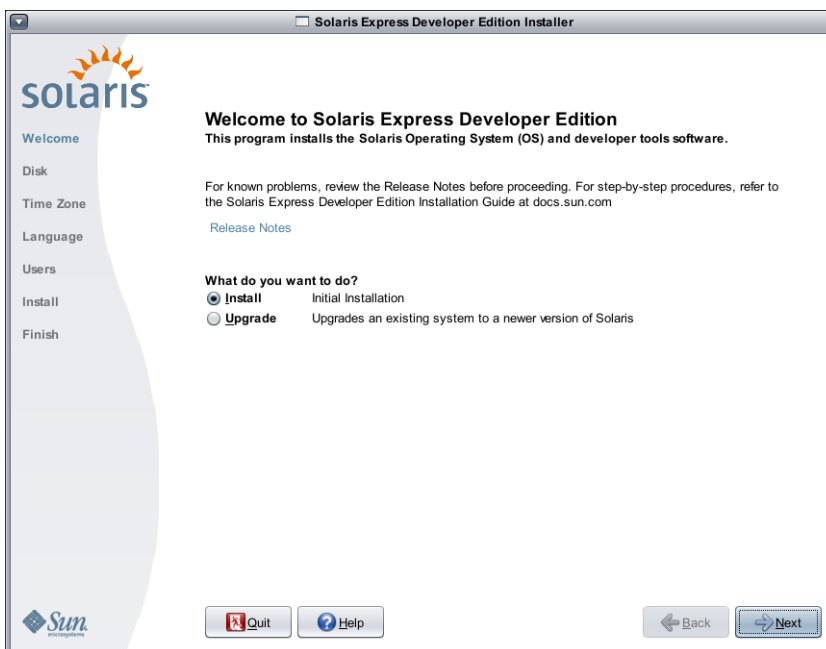 Solaris Express Developer Edition Installer
solaris
Welcome
Disk
Time Zone
Language
Users
Install
Finish
Welcome to Solaris Express Developer Edition
This program installs the Solaris Operating System (OS) and developer tools software.
For known problems, review the Release Notes before proceeding. For step-by-step procedures, refer to
the Solaris Express Developer Edition Installation Guide at docs.sun.com
Release Notes
What do you want to do?
Install Initial Installation
Upgrade Upgrades an existing system to a newer version of Solaris
Sun
microsystems
Quit
Help
Back
Next